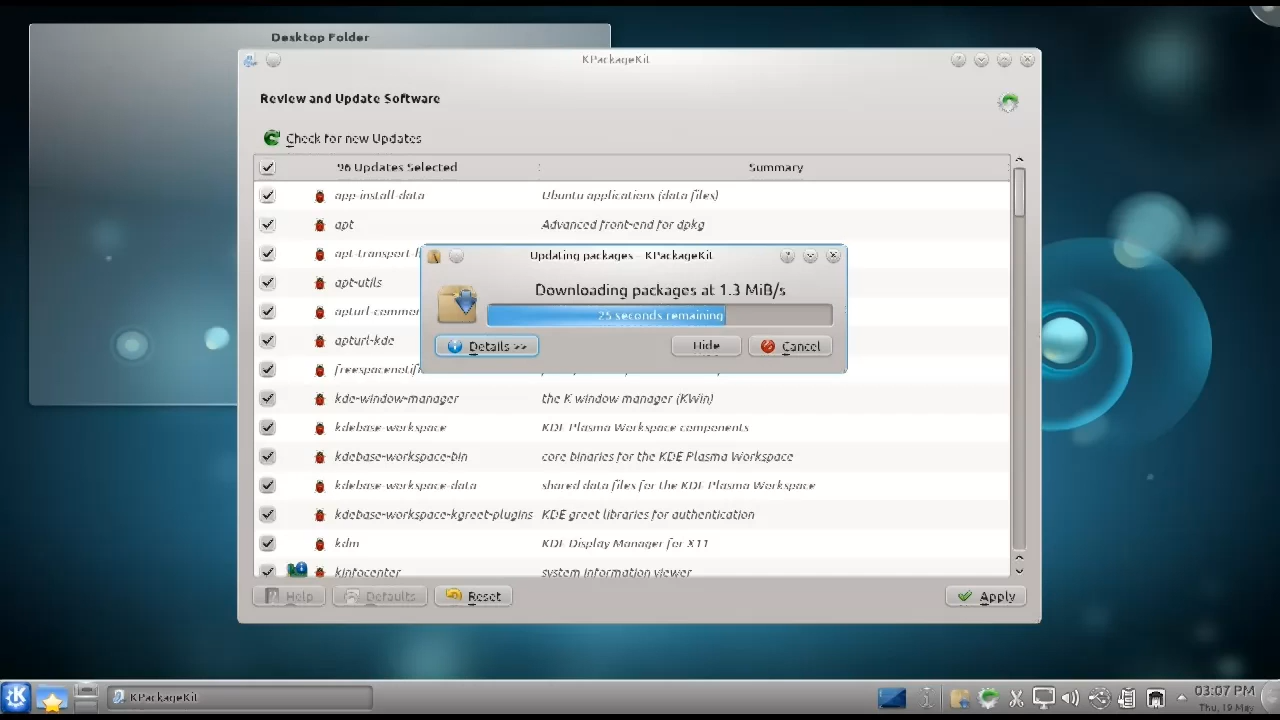 Desktop Folder
KPackageKit
Review and Update Software
Check for new Updates
96 Updates Selected Summary
app-install-data Ubuntu applications (data files)
apt Advanced front-end for dpkg
apt-transport-
Updating packages - KPackageKit
apt-utils
Downloading packages at 1.3 MiB/s
apturl-common
25 seconds remaining
apturl-kde
Details >> Hide Cancel
freespacenotifi
kde-window-manager the K window manager (KWin)
kdebase-workspace KDE Plasma Workspace components
kdebase-workspace-bin core binaries for the KDE Plasma Workspace
kdebase-workspace-data shared data files for the KDE Plasma Workspace
kdebase-workspace-kgreet-plugins KDE greet libraries for authentication
kdm KDE Display Manager for X11
kinfocenter system information viewer
Help Defaults Reset Apply
KPackageKit
03:07 PM
Thu, 19 May